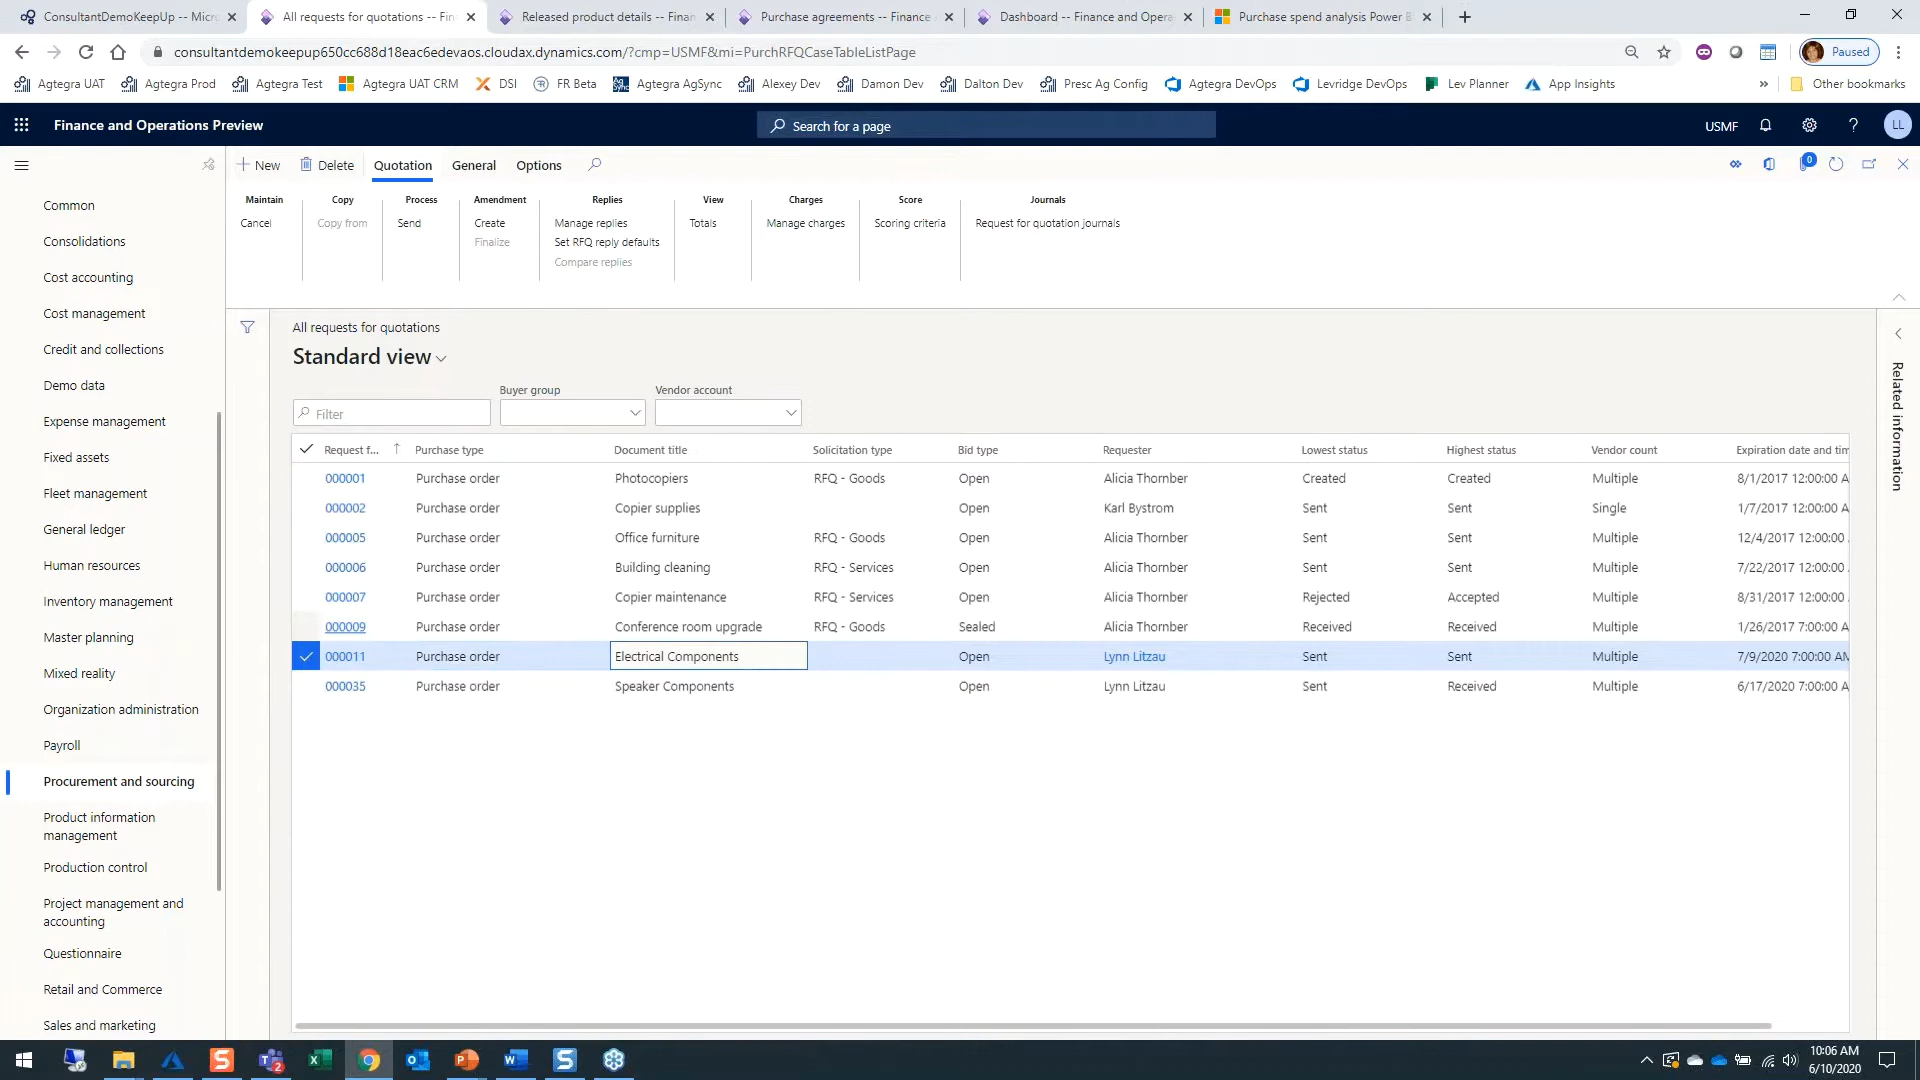 ConsultantDemoKeepUp -- Micro
All requests for quotations -- Fin
Released product details -- Finan
Purchase agreements -- Finance a
Dashboard -- Finance and Opera
Purchase spend analysis Power B
consultantdemokeepup650cc688d18eac6edevaos.cloudax.dynamics.com/?cmp=USMF&mi=PurchRFQCaseTableListPage
Paused
Agtegra UAT
Agtegra Prod
Agtegra Test
Agtegra UAT CRM
DSI
FR Beta
Agtegra AgSync
Alexey Dev
Damon Dev
Dalton Dev
Presc Ag Config
Agtegra DevOps
Levridge DevOps
Lev Planner
App Insights
»
Other bookmarks
Finance and Operations Preview
Search for a page
USMF
?
LL
New
Delete
Quotation
General
Options
0
Maintain Copy Process Amendment Replies View Charges Score Journals
Cancel Copy from Send Create Manage replies Totals Manage charges Scoring criteria Request for quotation journals
Finalize Set RFQ reply defaults
Compare replies
Common
Consolidations
Cost accounting
Cost management
Credit and collections
Demo data
Expense management
Fixed assets
Fleet management
General ledger
Human resources
Inventory management
Master planning
Mixed reality
Organization administration
Payroll
Procurement and sourcing
Product information
management
Production control
Project management and
accounting
Questionnaire
Retail and Commerce
Sales and marketing
All requests for quotations
Standard view
Buyer group Vendor account
Filter
Request f... ↑ Purchase type Document title Solicitation type Bid type Requester Lowest status Highest status Vendor count Expiration date and tim
000001 Purchase order Photocopiers RFQ - Goods Open Alicia Thornber Created Created Multiple 8/1/2017 12:00:00 A
000002 Purchase order Copier supplies Open Karl Bystrom Sent Sent Single 1/7/2017 12:00:00 A
000005 Purchase order Office furniture RFQ - Goods Open Alicia Thornber Sent Sent Multiple 12/4/2017 12:00:00
000006 Purchase order Building cleaning RFQ - Services Open Alicia Thornber Sent Sent Multiple 7/22/2017 12:00:00
000007 Purchase order Copier maintenance RFQ - Services Open Alicia Thornber Rejected Accepted Multiple 8/31/2017 12:00:00
000009 Purchase order Conference room upgrade RFQ - Goods Sealed Alicia Thornber Received Received Multiple 1/26/2017 7:00:00 A
000011 Purchase order Electrical Components Open Lynn Litzau Sent Sent Multiple 7/9/2020 7:00:00 AM
000035 Purchase order Speaker Components Open Lynn Litzau Sent Received Multiple 6/17/2020 7:00:00 A
Related information
10:06 AM
6/10/2020